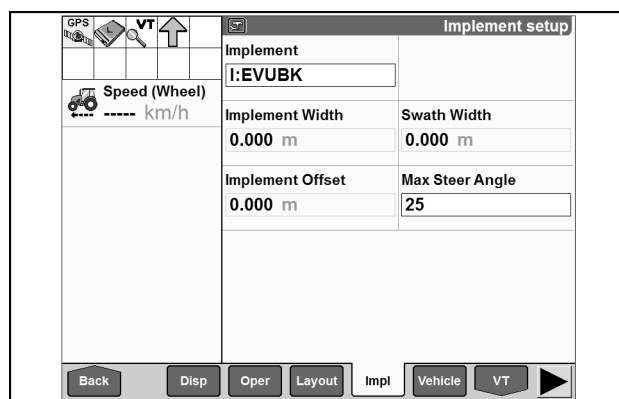 GPS
L
VT
Implement setup
Implement
I:EVUBK
Speed (Wheel)
----- km/h
Implement Width
Swath Width
0.000 m
0.000 m
Implement Offset
Max Steer Angle
0.000 m
25
Back
Disp
Oper
Layout
Impl
Vehicle
VT